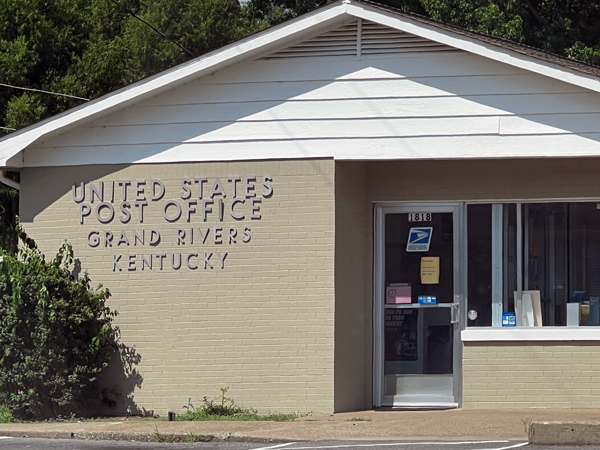 UNITED STATES
POST OFFICE
GRAND RIVERS
KENTUCKY
1818